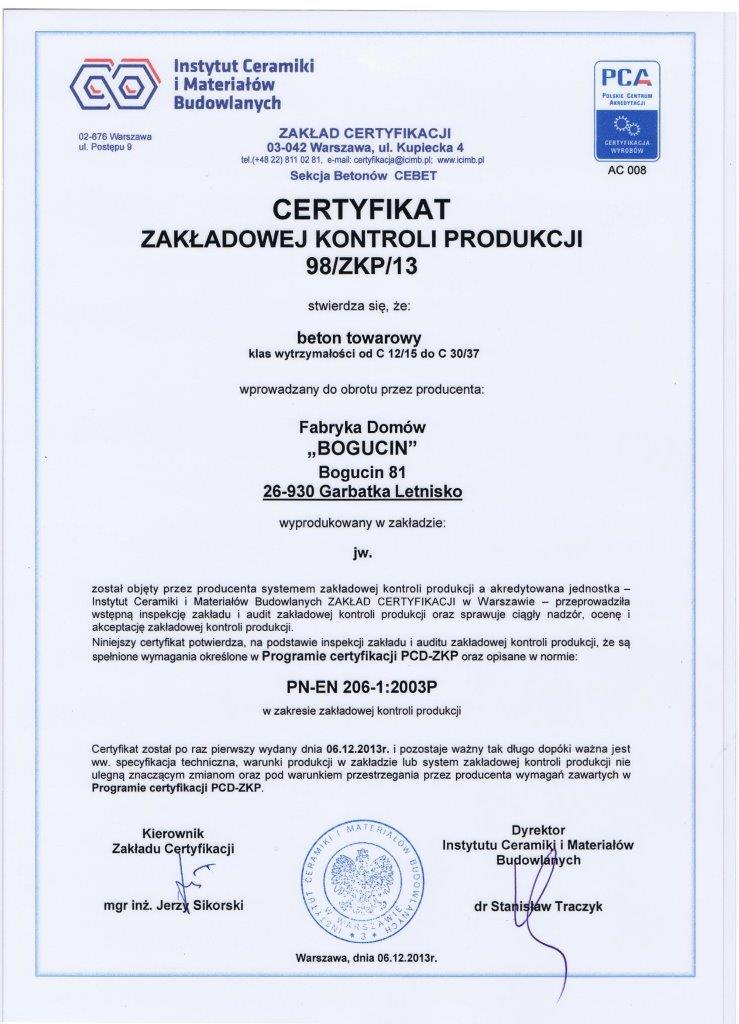 Instytut Ceramiki
i Materiałów
Budowlanych
PCA
POLSKIE CENTRUM
AKREDYTACJI
CERTYFIKACJA
WYROBÓW
AC 008
02-676 Warszawa
ul. Postępu 9
ZAKŁAD CERTYFIKACJI
03-042 Warszawa, ul. Kupiecka 4
tel.(+48 22) 811 02 81, e-mail: certyfikacja@icimb.pl; www.icimb.pl
Sekcja Betonów CEBET
CERTYFIKAT
ZAKŁADOWEJ KONTROLI PRODUKCJI
98/ZKP/13
stwierdza się, że:
beton towarowy
klas wytrzymałości od C 12/15 do C 30/37
wprowadzany do obrotu przez producenta:
Fabryka Domów
„BOGUCIN”
Bogucin 81
26-930 Garbatka Letnisko
wyprodukowany w zakładzie:
jw.
został objęty przez producenta systemem zakładowej kontroli produkcji a akredytowana jednostka –
Instytut Ceramiki i Materiałów Budowlanych ZAKŁAD CERTYFIKACJI w Warszawie – przeprowadziła
wstępną inspekcję zakładu i audit zakładowej kontroli produkcji oraz sprawuje ciągły nadzór, ocenę i
akceptację zakładowej kontroli produkcji.
Niniejszy certyfikat potwierdza, na podstawie inspekcji zakładu i auditu zakładowej kontroli produkcji, że są
spełnione wymagania określone w Programie certyfikacji PCD-ZKP oraz opisane w normie:
PN-EN 206-1:2003P
w zakresie zakładowej kontroli produkcji
Certyfikat został po raz pierwszy wydany dnia 06.12.2013r. i pozostaje ważny tak długo dopóki ważna jest
ww. specyfikacja techniczna, warunki produkcji w zakładzie lub system zakładowej kontroli produkcji nie
ulegną znaczącym zmianom oraz pod warunkiem przestrzegania przez producenta wymagań zawartych w
Programie certyfikacji PCD-ZKP.
Kierownik
Zakładu Certyfikacji
mgr inż. Jerzy Sikorski
INSTYTUT CERAMIKI I MATERIAŁÓW BUDOWLANYCH
W WARSZAWIE
* 3 *
Dyrektor
Instytutu Ceramiki i Materiałów
Budowlanych
dr Stanisław Traczyk
Warszawa, dnia 06.12.2013r.